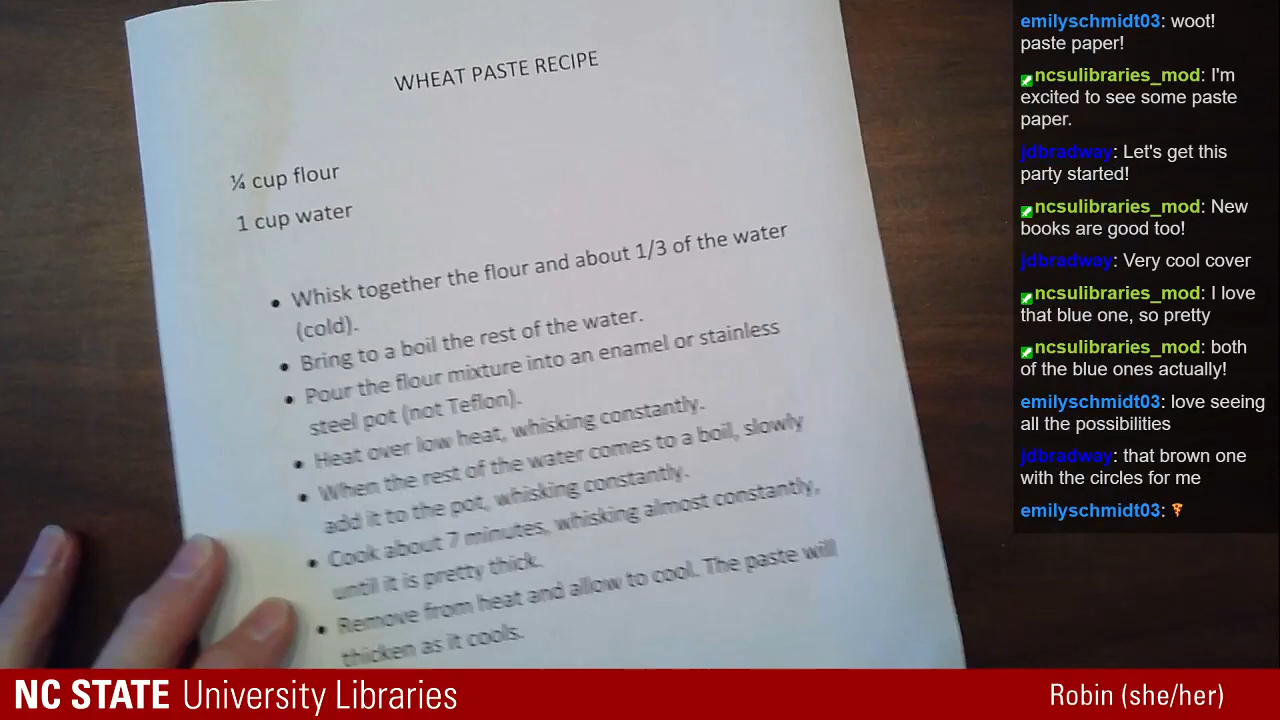 WHEAT PASTE RECIPE
¼ cup flour
1 cup water
• Whisk together the flour and about 1/3 of the water
(cold).
• Bring to a boil the rest of the water.
• Pour the flour mixture into an enamel or stainless
steel pot (not Teflon).
• Heat over low heat, whisking constantly.
• When the rest of the water comes to a boil, slowly
add it to the pot, whisking constantly.
• Cook about 7 minutes, whisking almost constantly,
until it is pretty thick.
• Remove from heat and allow to cool. The paste will
thicken as it cools.
emilyschmidt03: woot!
paste paper!
ncsulibraries_mod: I'm
excited to see some paste
paper.
jdbradway: Let's get this
party started!
ncsulibraries_mod: New
books are good too!
jdbradway: Very cool cover
ncsulibraries_mod: I love
that blue one, so pretty
ncsulibraries_mod: both
of the blue ones actually!
emilyschmidt03: love seeing
all the possibilities
jdbradway: that brown one
with the circles for me
emilyschmidt03:
NC STATE University Libraries
Robin (she/her)